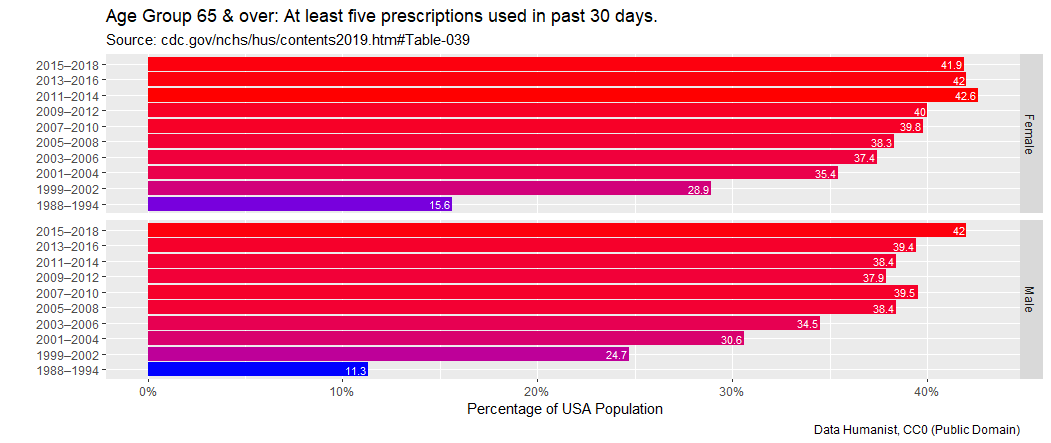 Age Group 65 & over: At least five prescriptions used in past 30 days.
Source: cdc.gov/nchs/hus/contents2019.htm#Table-039
2015–2018 41.9
2013–2016 42
2011–2014 42.6
2009–2012 40
2007–2010 39.8
2005–2008 38.3
2003–2006 37.4
2001–2004 35.4
1999–2002 28.9
1988–1994 15.6
Female
2015–2018 42
2013–2016 39.4
2011–2014 38.4
2009–2012 37.9
2007–2010 39.5
2005–2008 38.4
2003–2006 34.5
2001–2004 30.6
1999–2002 24.7
1988–1994 11.3
Male
0% 10% 20% 30% 40%
Percentage of USA Population
Data Humanist, CC0 (Public Domain)